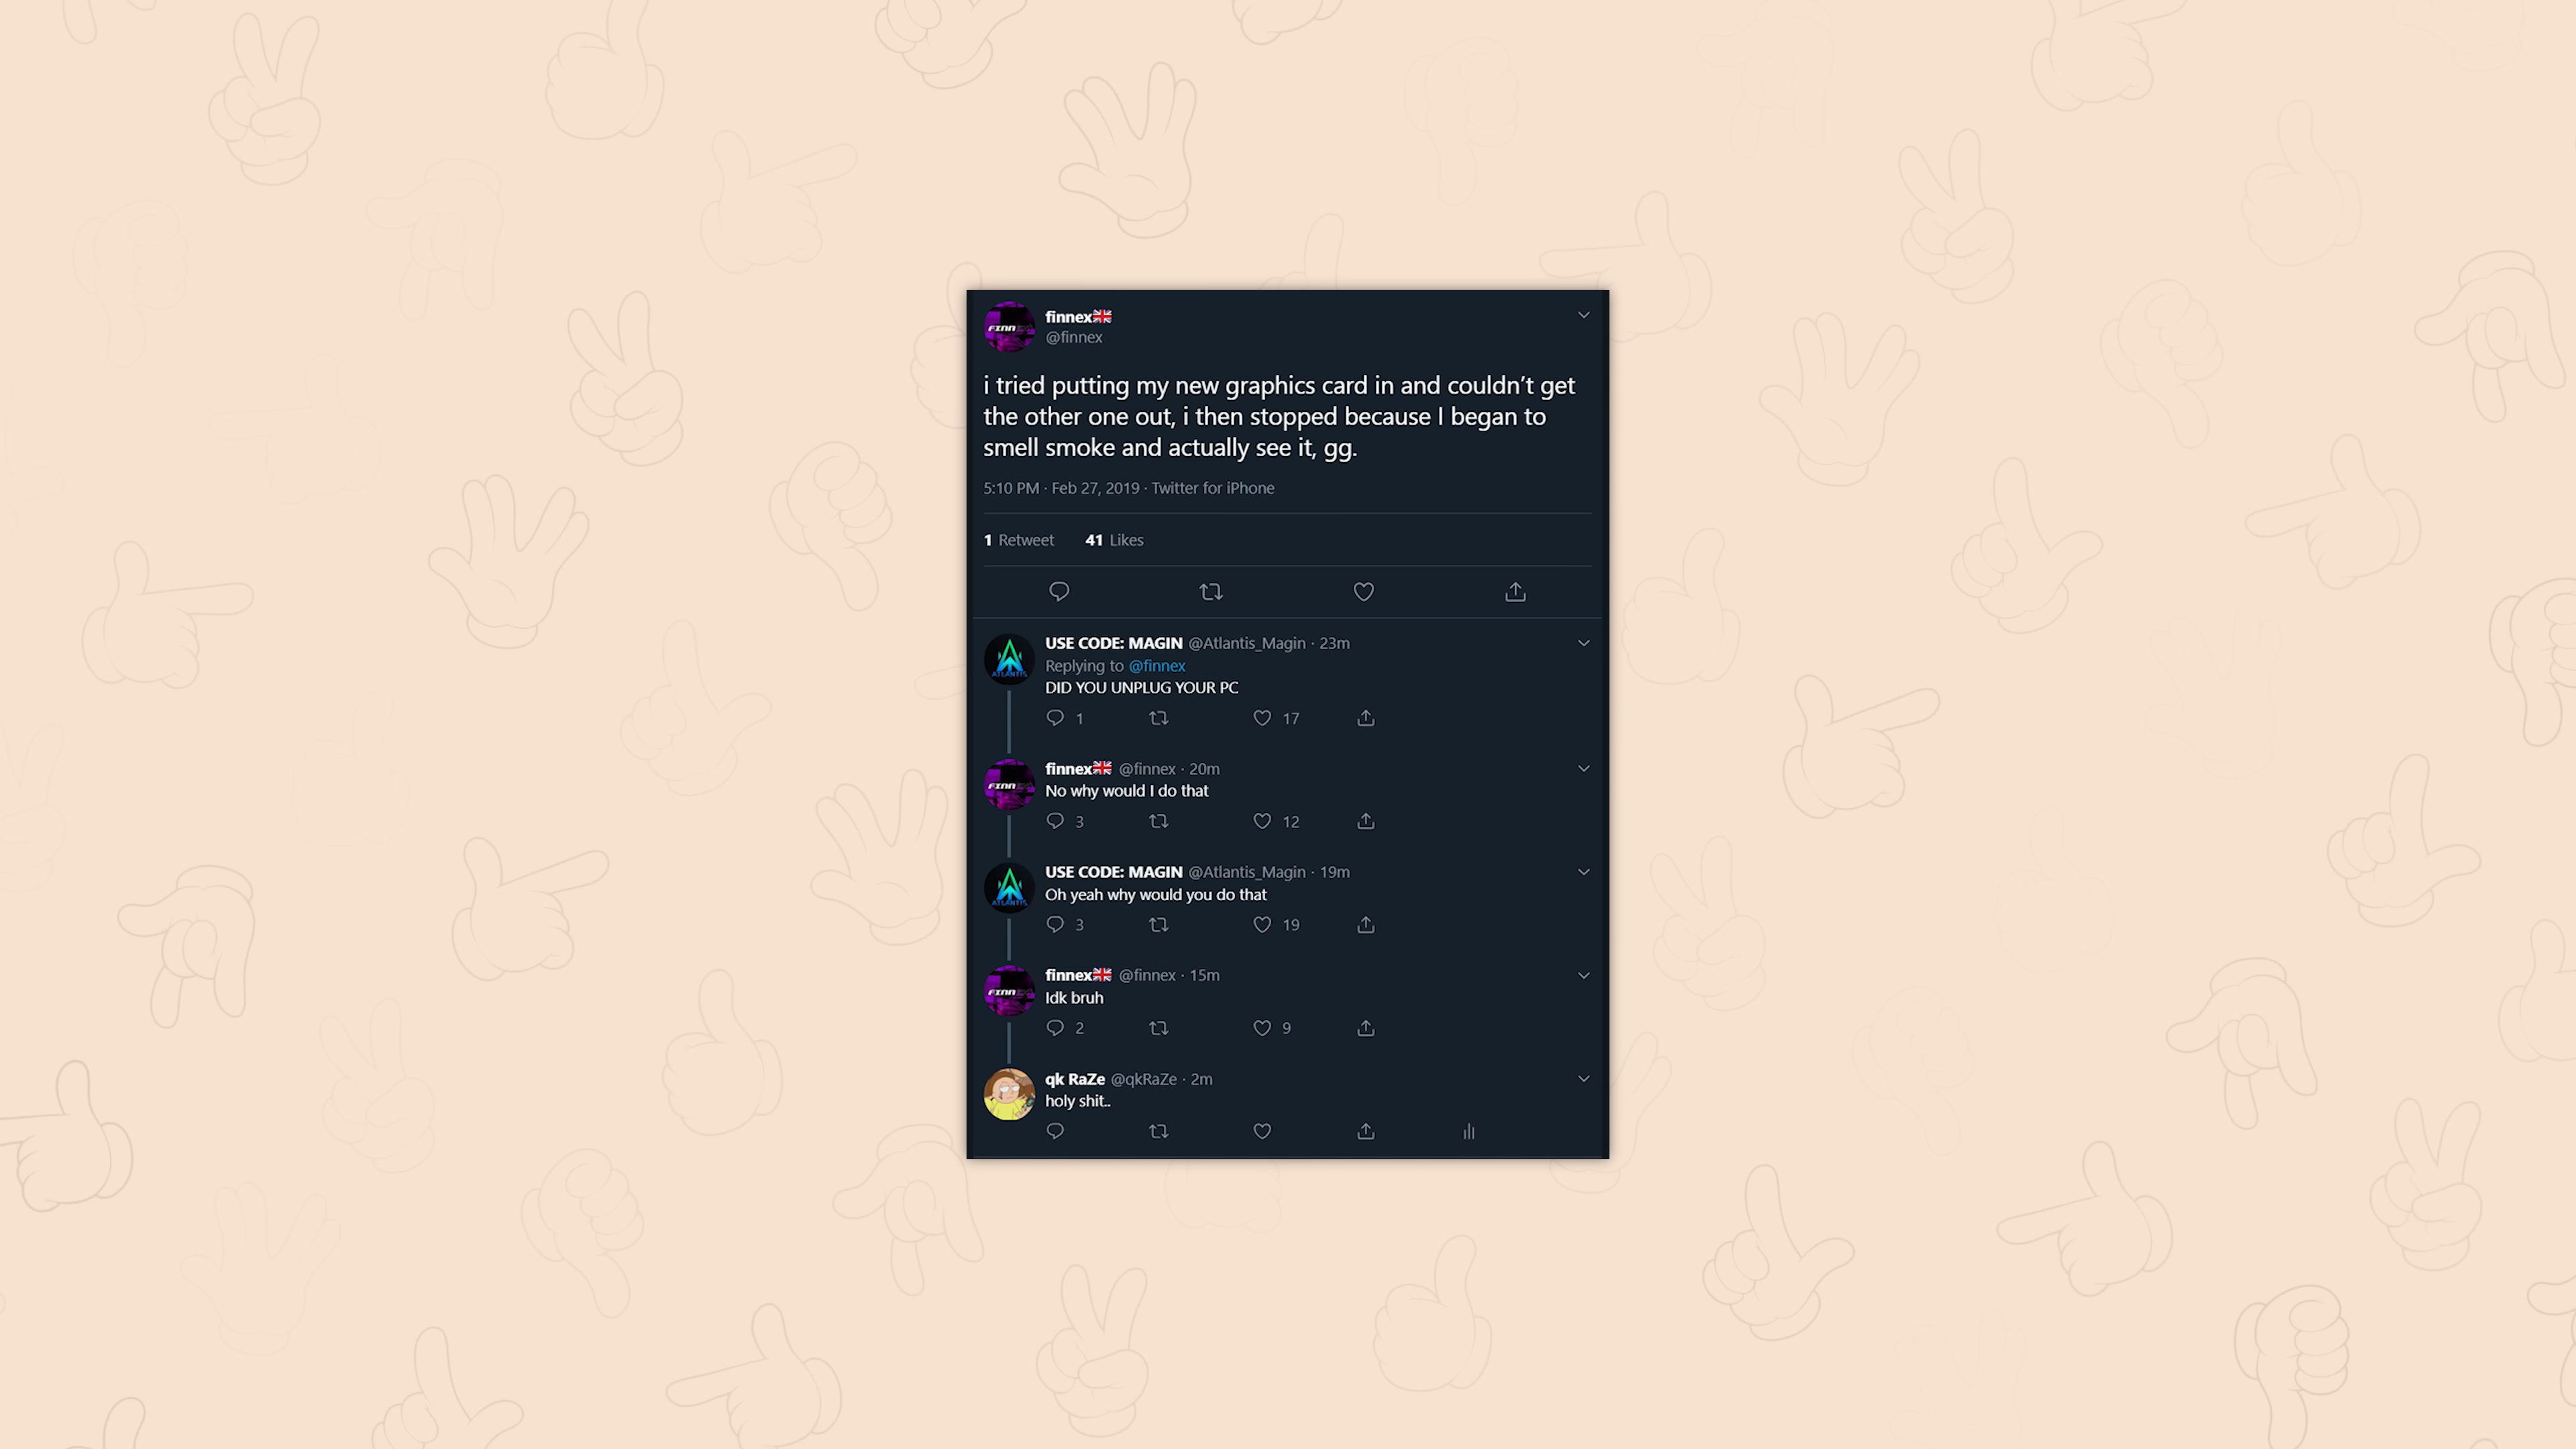 finnex🇬🇧
@finnex
i tried putting my new graphics card in and couldn’t get
the other one out, i then stopped because I began to
smell smoke and actually see it, gg.
5:10 PM · Feb 27, 2019 · Twitter for iPhone
1 Retweet 41 Likes
USE CODE: MAGIN @Atlantis_Magin · 23m
Replying to @finnex
DID YOU UNPLUG YOUR PC
1 17
finnex🇬🇧 @finnex · 20m
No why would I do that
3 12
USE CODE: MAGIN @Atlantis_Magin · 19m
Oh yeah why would you do that
3 19
finnex🇬🇧 @finnex · 15m
Idk bruh
2 9
qk RaZe @qkRaZe · 2m
holy shit..